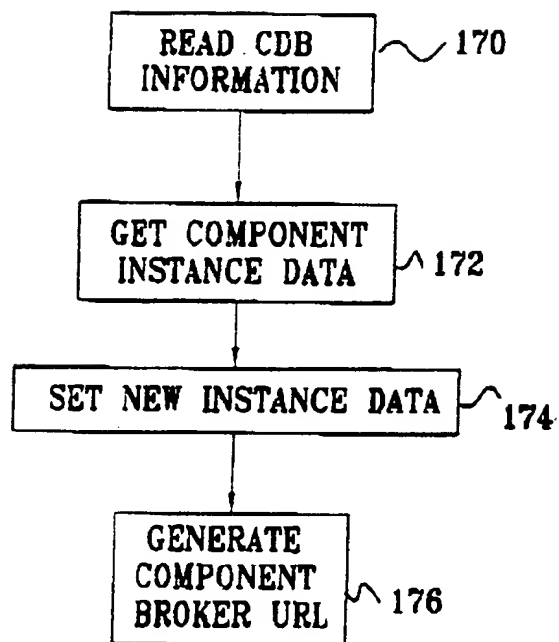 READ CDB
INFORMATION
170
GET COMPONENT
INSTANCE DATA
172
SET NEW INSTANCE DATA
174
GENERATE
COMPONENT
BROKER URL
176